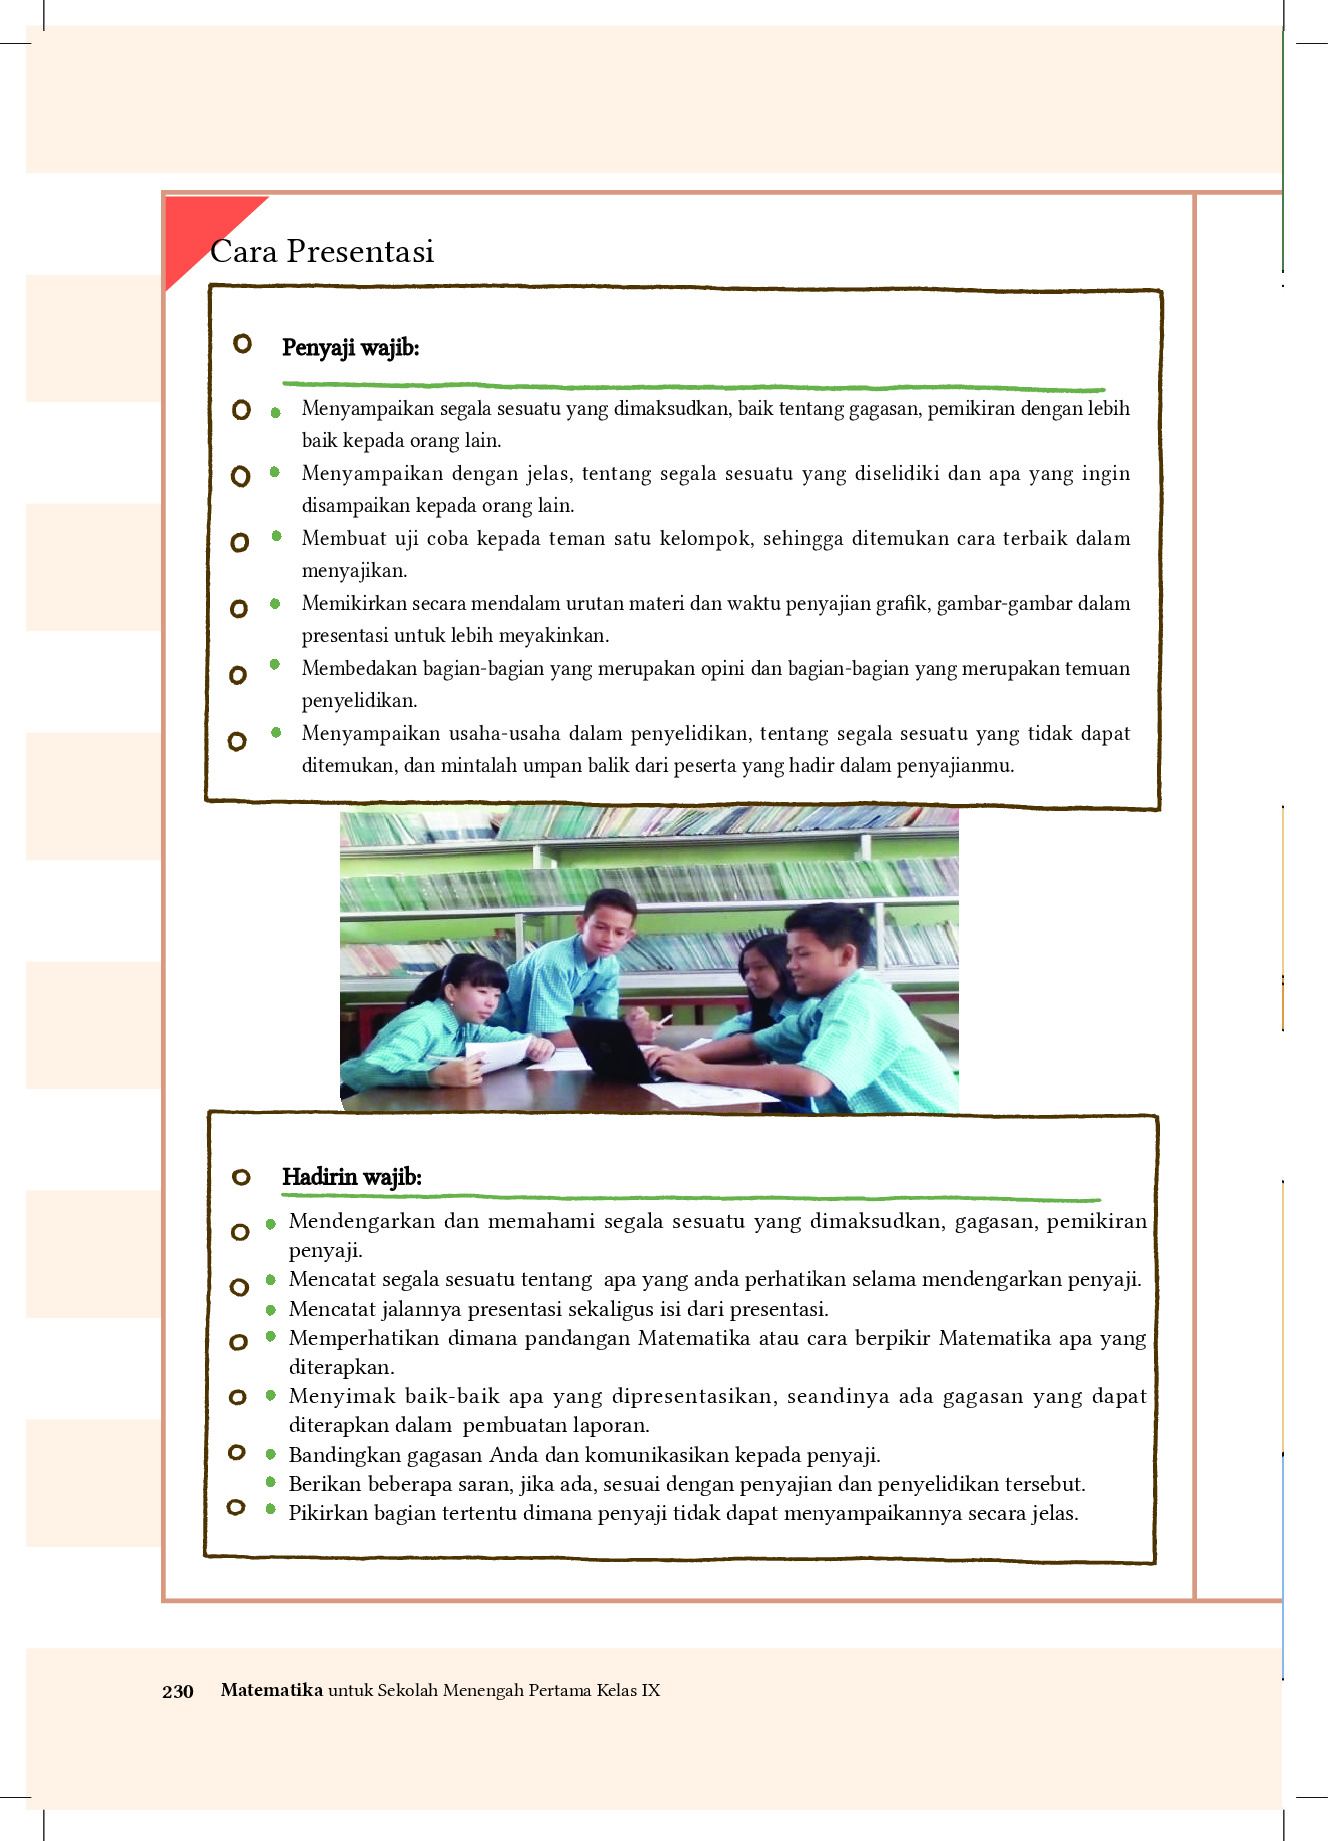 Cara Presentasi
Penyaji wajib:
Menyampaikan segala sesuatu yang dimaksudkan, baik tentang gagasan, pemikiran dengan lebih
baik kepada orang lain.
Menyampaikan dengan jelas, tentang segala sesuatu yang diselidiki dan apa yang ingin
disampaikan kepada orang lain.
Membuat uji coba kepada teman satu kelompok, sehingga ditemukan cara terbaik dalam
menyajikan.
Memikirkan secara mendalam urutan materi dan waktu penyajian grafik, gambar-gambar dalam
presentasi untuk lebih meyakinkan.
Membedakan bagian-bagian yang merupakan opini dan bagian-bagian yang merupakan temuan
penyelidikan.
Menyampaikan usaha-usaha dalam penyelidikan, tentang segala sesuatu yang tidak dapat
ditemukan, dan mintalah umpan balik dari peserta yang hadir dalam penyajianmu.
Hadirin wajib:
Mendengarkan dan memahami segala sesuatu yang dimaksudkan, gagasan, pemikiran
penyaji.
Mencatat segala sesuatu tentang apa yang anda perhatikan selama mendengarkan penyaji.
Mencatat jalannya presentasi sekaligus isi dari presentasi.
Memperhatikan dimana pandangan Matematika atau cara berpikir Matematika apa yang
diterapkan.
Menyimak baik-baik apa yang dipresentasikan, seandinya ada gagasan yang dapat
diterapkan dalam pembuatan laporan.
Bandingkan gagasan Anda dan komunikasikan kepada penyaji.
Berikan beberapa saran, jika ada, sesuai dengan penyajian dan penyelidikan tersebut.
Pikirkan bagian tertentu dimana penyaji tidak dapat menyampaikannya secara jelas.
230 Matematika untuk Sekolah Menengah Pertama Kelas IX